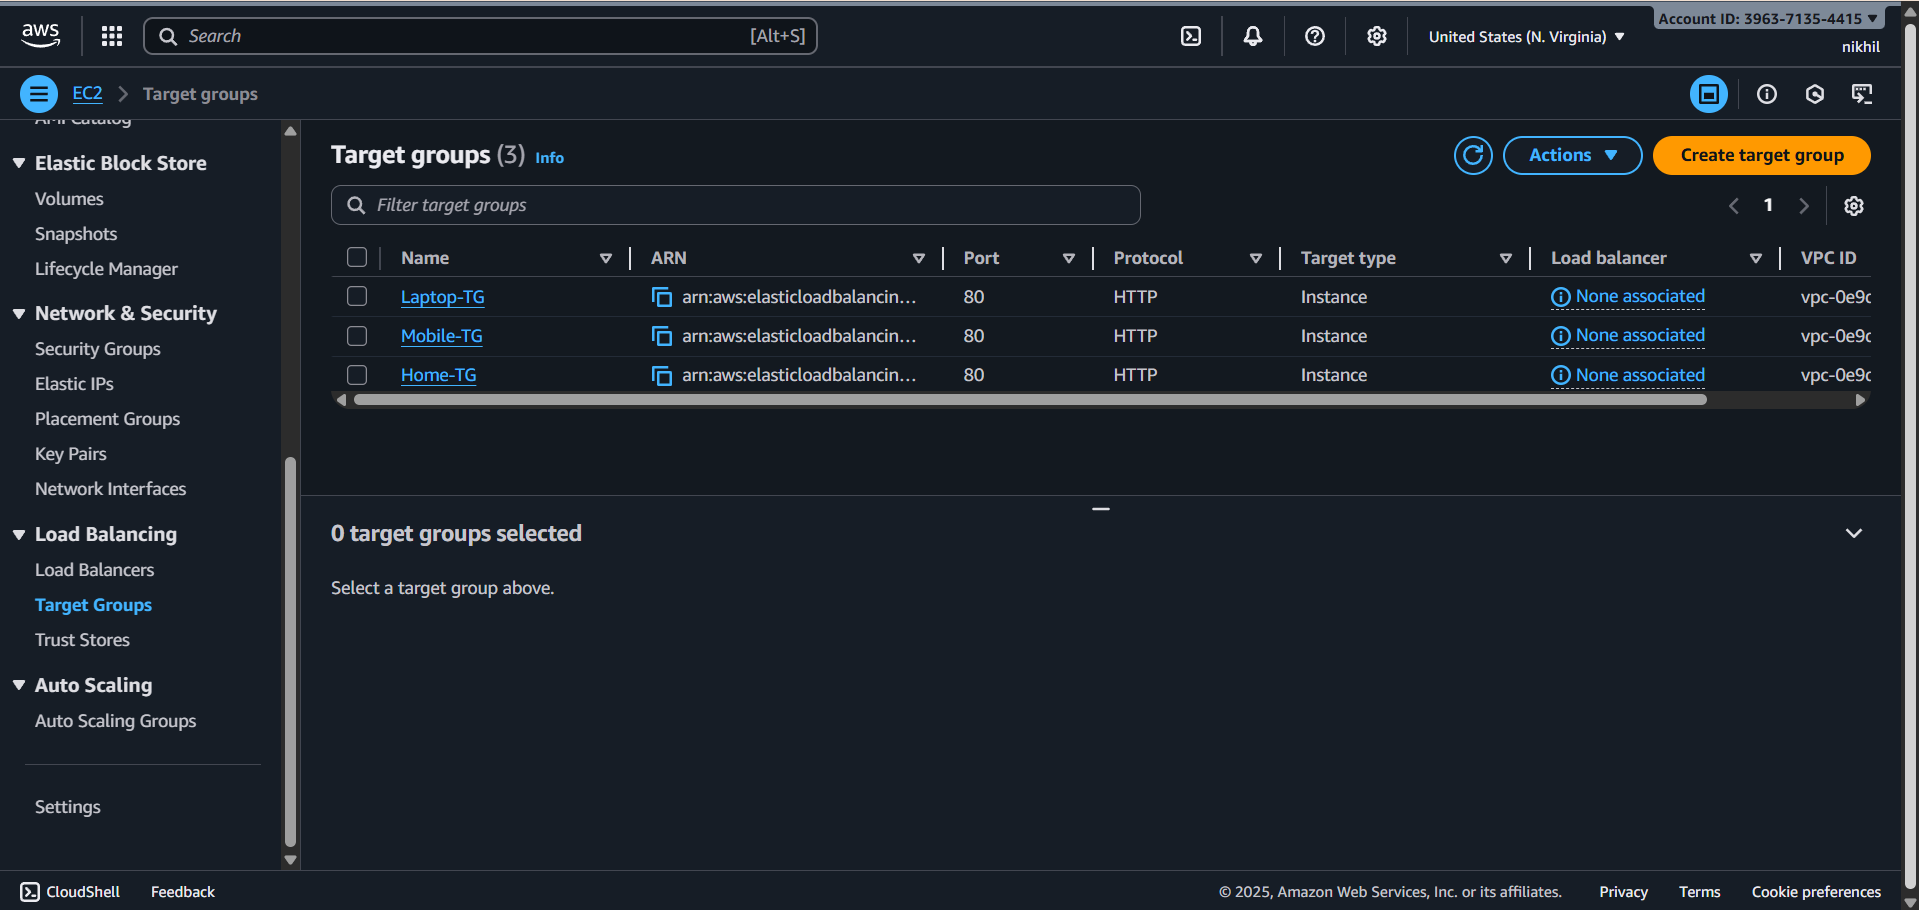 aws
Search [Alt+S]
United States (N. Virginia)
Account ID: 3963-7135-4415
nikhil
EC2 Target groups
AMI Catalog
Elastic Block Store
Volumes
Snapshots
Lifecycle Manager
Network & Security
Security Groups
Elastic IPs
Placement Groups
Key Pairs
Network Interfaces
Load Balancing
Load Balancers
Target Groups
Trust Stores
Auto Scaling
Auto Scaling Groups
Settings
Target groups (3) Info
Actions
Create target group
Filter target groups
1
Name ARN Port Protocol Target type Load balancer VPC ID
Laptop-TG arn:aws:elasticloadbalancin... 80 HTTP Instance None associated vpc-0e9c
Mobile-TG arn:aws:elasticloadbalancin... 80 HTTP Instance None associated vpc-0e9c
Home-TG arn:aws:elasticloadbalancin... 80 HTTP Instance None associated vpc-0e9c
0 target groups selected
Select a target group above.
CloudShell Feedback © 2025, Amazon Web Services, Inc. or its affiliates. Privacy Terms Cookie preferences